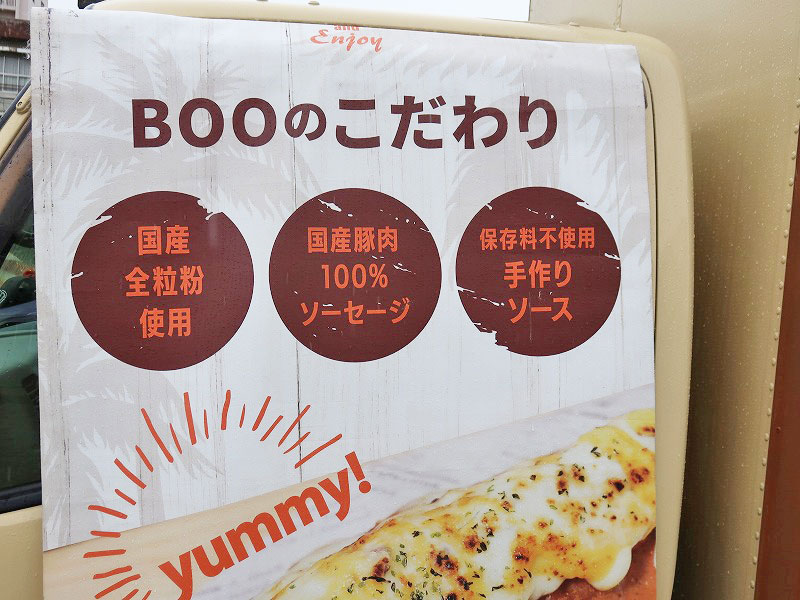 and
Enjoy
BOOのこだわり
国産
全粒粉
使用
国産豚肉
100%
ソーセージ
保存料不使用
手作り
ソース
yummy!